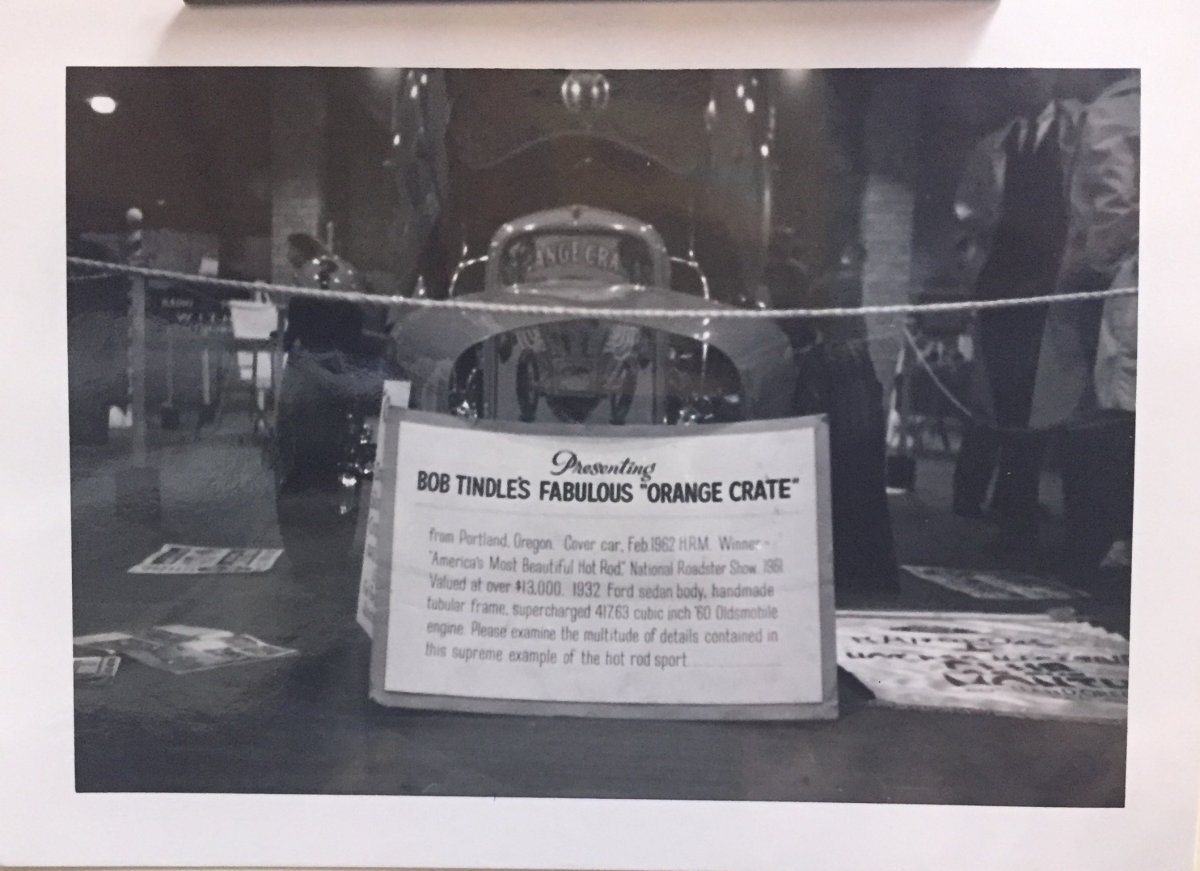 Presenting
BOB TINDLE'S FABULOUS "ORANGE CRATE"
from Portland, Oregon. Cover car, Feb. 1962 H.R.M. Winner -
"America's Most Beautiful Hot Rod," National Roadster Show, 1961
Valued at over $13,000. 1932 Ford sedan body, handmade
tubular frame, supercharged 417.63 cubic inch '60 Oldsmobile
engine. Please examine the multitude of details contained in
this supreme example of the hot rod sport